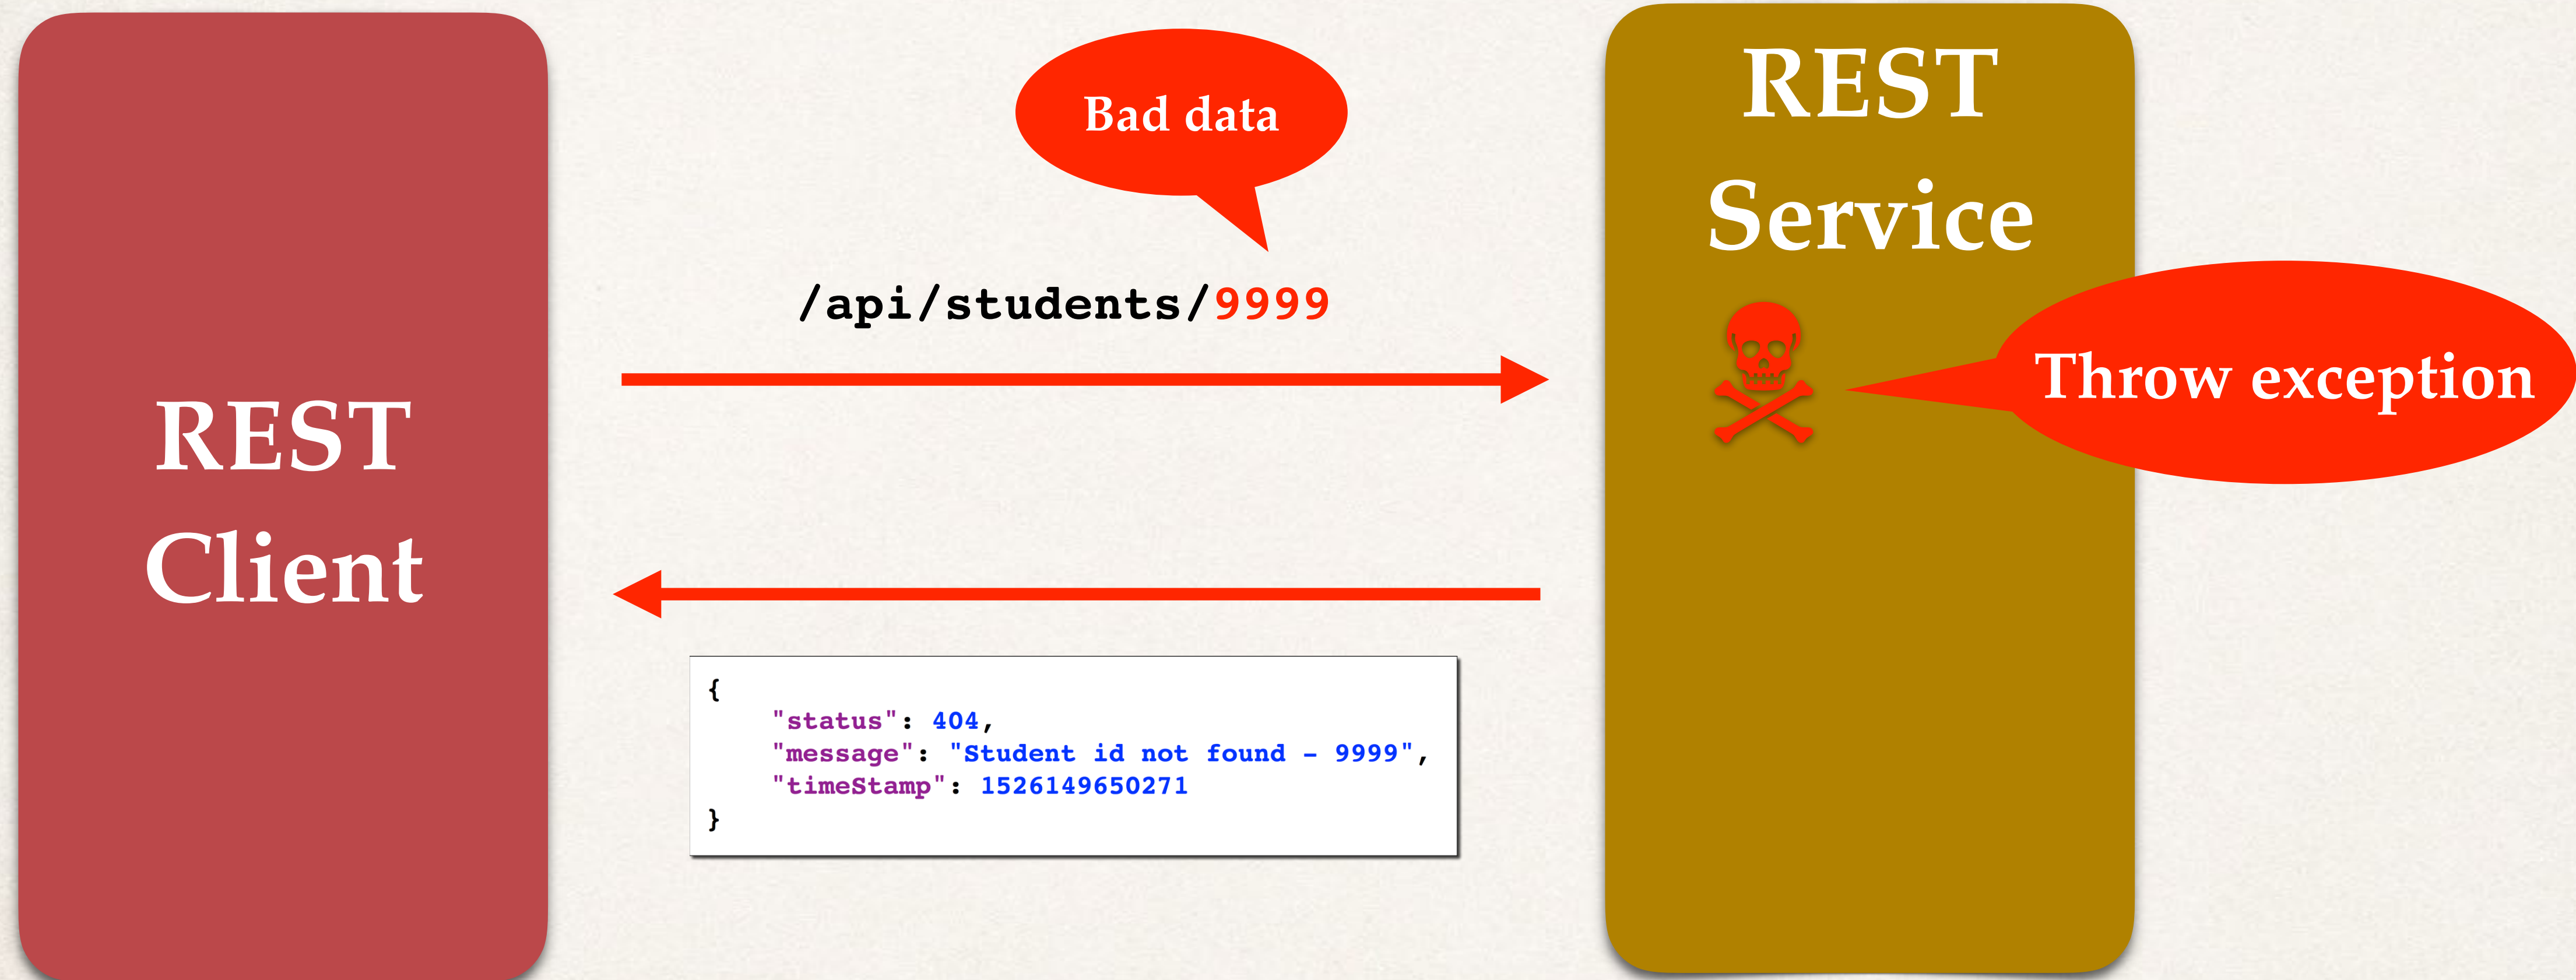 REST
Client
Bad data
/api/students/9999
REST
Service
Throw exception
{
"status": 404,
"message": "Student id not found - 9999",
"timeStamp": 1526149650271
}